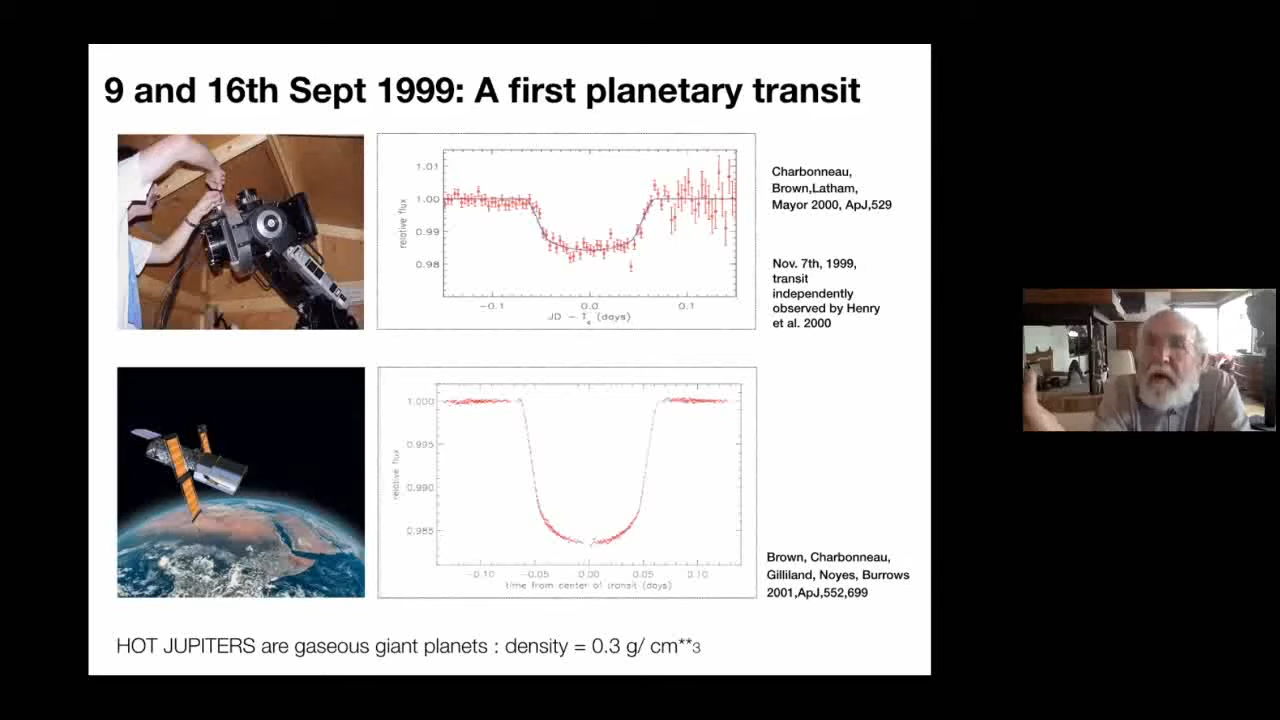 9 and 16th Sept 1999: A first planetary transit
1.01
1.00
0.99
0.98
relative flux
−0.1
0.0
0.1
JD − T (days)
Charbonneau,
Brown,Latham,
Mayor 2000, ApJ,529
Nov. 7th, 1999,
transit
independently
observed by Henry
et al. 2000
1.000
0.995
0.990
0.985
relative flux
−0.10
−0.05
0.00
0.05
0.10
time from center of transit (days)
Brown, Charbonneau,
Gilliland, Noyes, Burrows
2001,ApJ,552,699
HOT JUPITERS are gaseous giant planets : density = 0.3 g/ cm**3